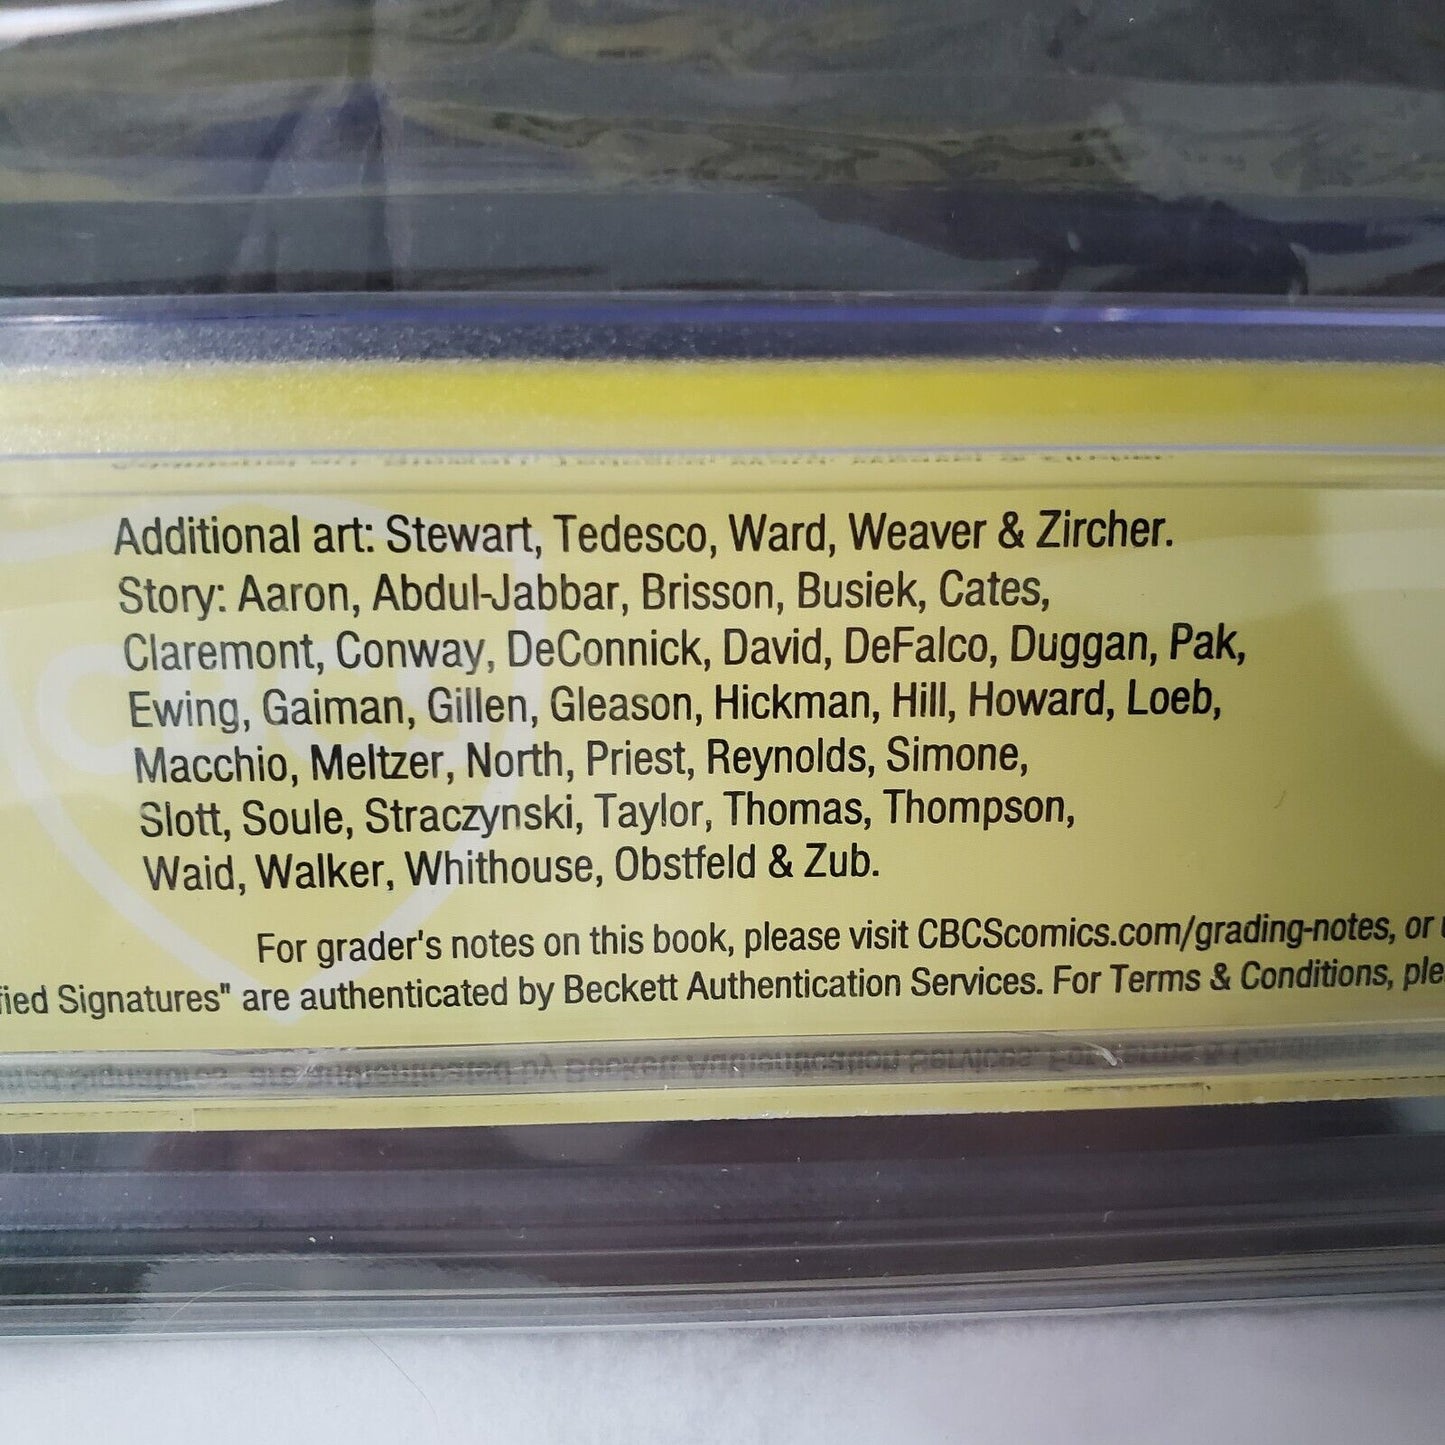 Additional art: Stewart, Tedesco, Ward, Weaver & Zircher.
Story: Aaron, Abdul-Jabbar, Brisson, Busiek, Cates,
Claremont, Conway, DeConnick, David, DeFalco, Duggan, Pak,
Ewing, Gaiman, Gillen, Gleason, Hickman, Hill, Howard, Loeb,
Macchio, Meltzer, North, Priest, Reynolds, Simone,
Slott, Soule, Straczynski, Taylor, Thomas, Thompson,
Waid, Walker, Whithouse, Obstfeld & Zub.
For grader's notes on this book, please visit CBCScomics.com/grading-notes, or
Signatures" are authenticated by Beckett Authentication Services. For Terms & Conditions,